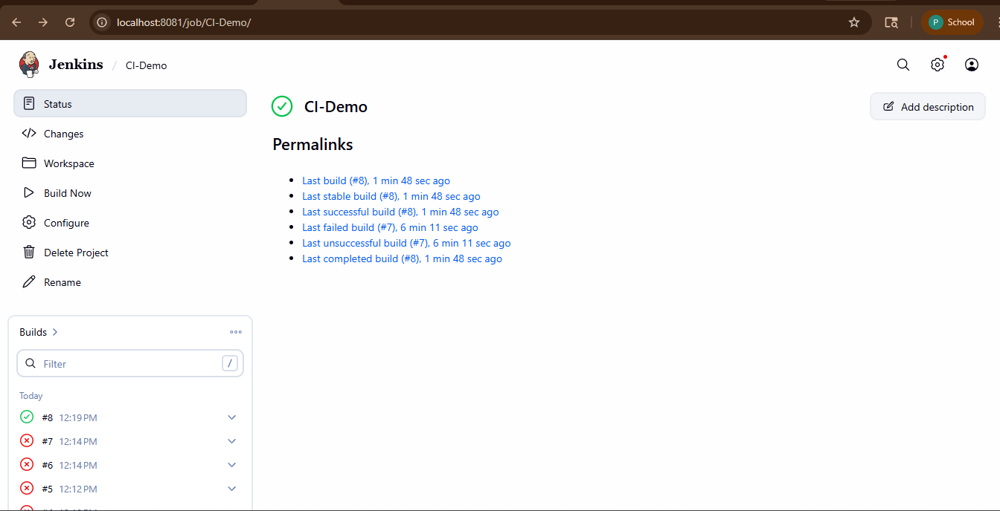 localhost:8081/job/CI-Demo/
P School
Jenkins / CI-Demo
Status
Changes
Workspace
Build Now
Configure
Delete Project
Rename
Builds
Filter /
Today
#8 12:19 PM
#7 12:14 PM
#6 12:14 PM
#5 12:12 PM
CI-Demo
Add description
Permalinks
Last build (#8), 1 min 48 sec ago
Last stable build (#8), 1 min 48 sec ago
Last successful build (#8), 1 min 48 sec ago
Last failed build (#7), 6 min 11 sec ago
Last unsuccessful build (#7), 6 min 11 sec ago
Last completed build (#8), 1 min 48 sec ago